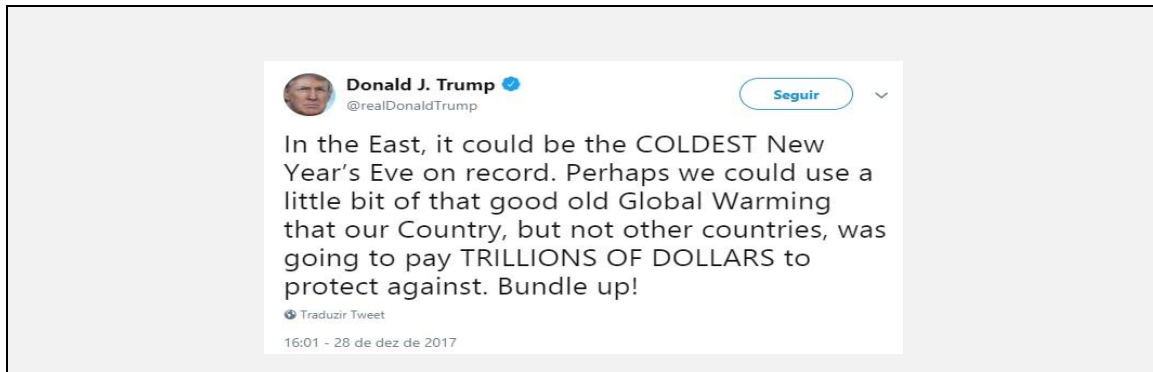 Donald J. Trump
@realDonaldTrump
Seguir
In the East, it could be the COLDEST New
Year's Eve on record. Perhaps we could use a
little bit of that good old Global Warming
that our Country, but not other countries, was
going to pay TRILLIONS OF DOLLARS to
protect against. Bundle up!
Traduzir Tweet
16:01 - 28 de dez de 2017